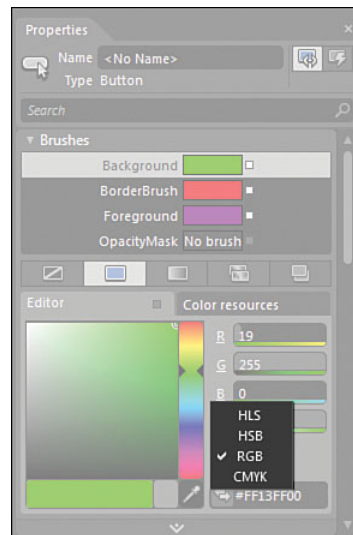 Properties
Name <No Name>
Type Button
Search
Brushes
Background
BorderBrush
Foreground
OpacityMask No brush
Editor
Color resources
R 19
G 255
B 0
HLS
HSB
RGB
CMYK
#FF13FF00